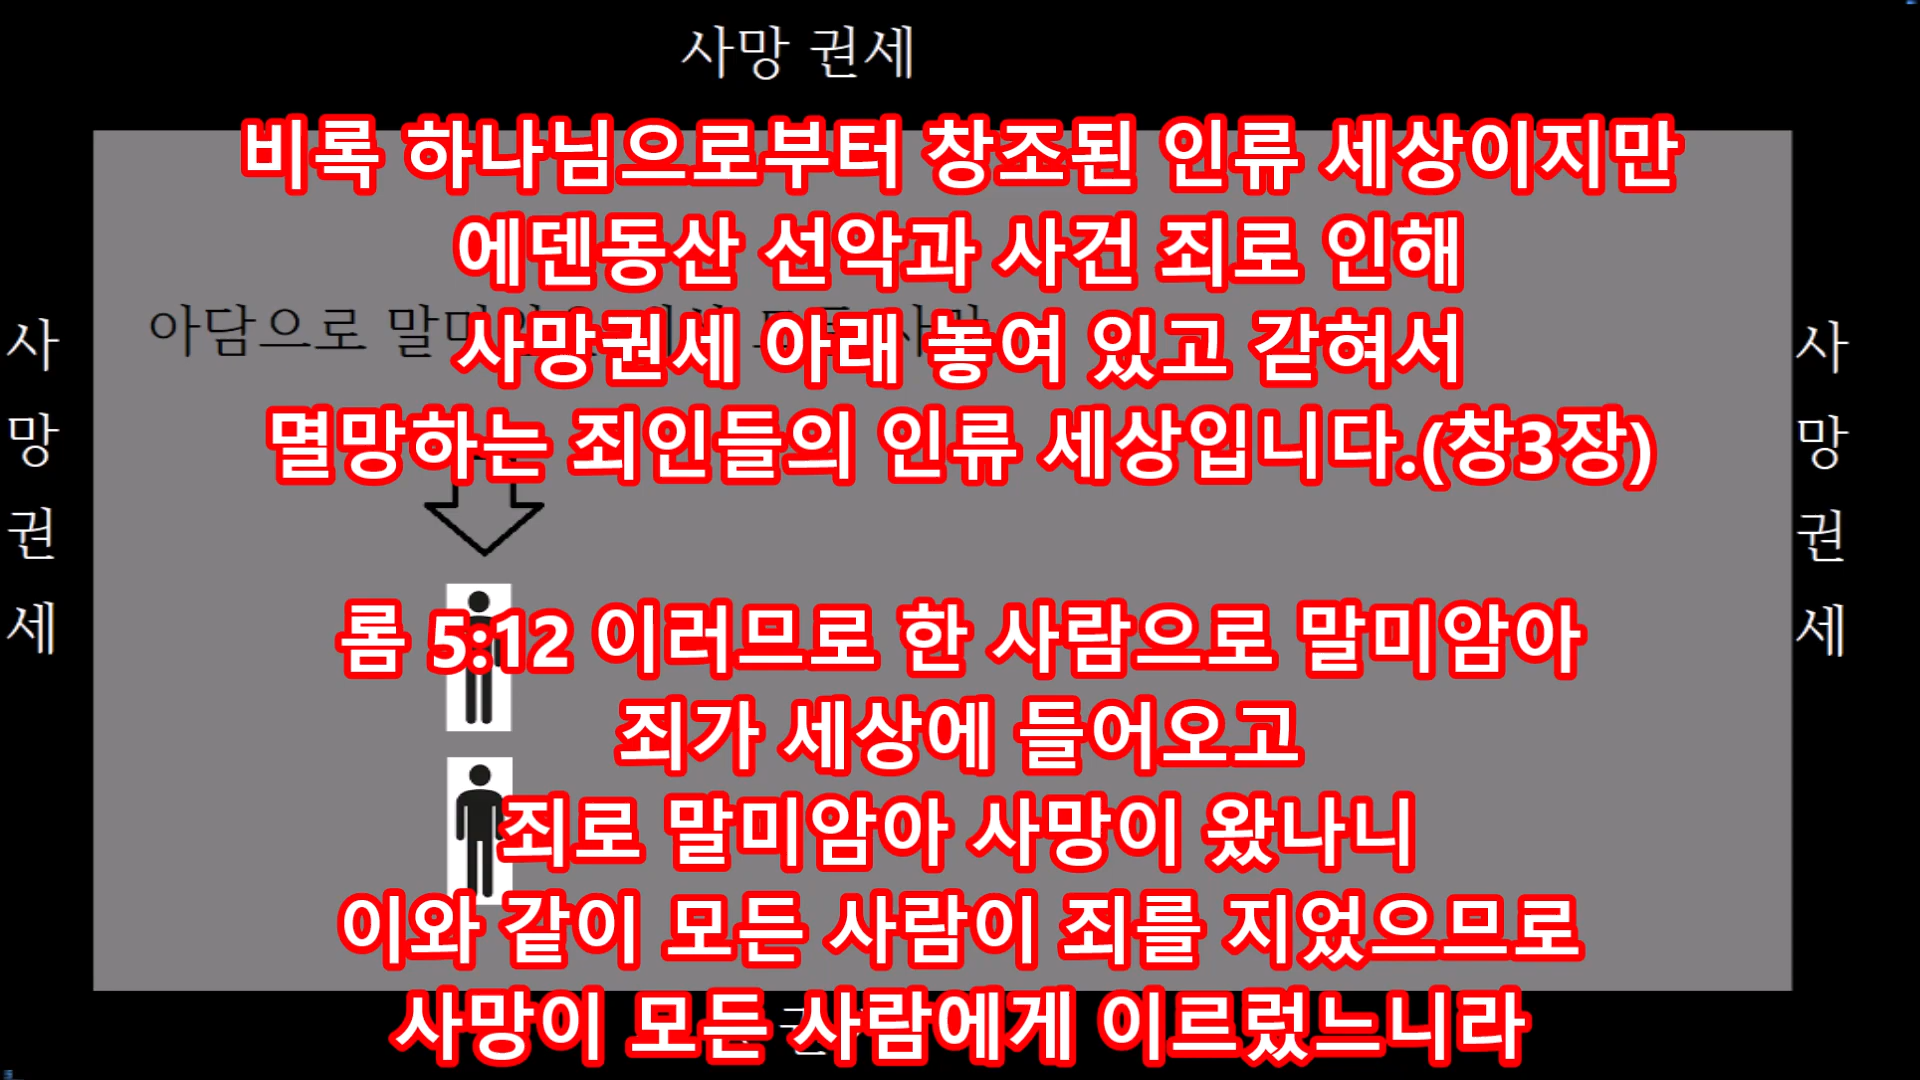 사망 권세
비록 하나님으로부터 창조된 인류 세상이지만
에덴동산 선악과 사건 죄로 인해
아담으로
사망권세 아래 놓여 있고 갇혀서
멸망하는 죄인들의 인류 세상입니다.(창3장)
사
망
권
세
사
망
권
세
롬 5:12 이러므로 한 사람으로 말미암아
죄가 세상에 들어오고
죄로 말미암아 사망이 왔나니
이와 같이 모든 사람이 죄를 지었으므로
사망이 모든 사람에게 이르렀느니라